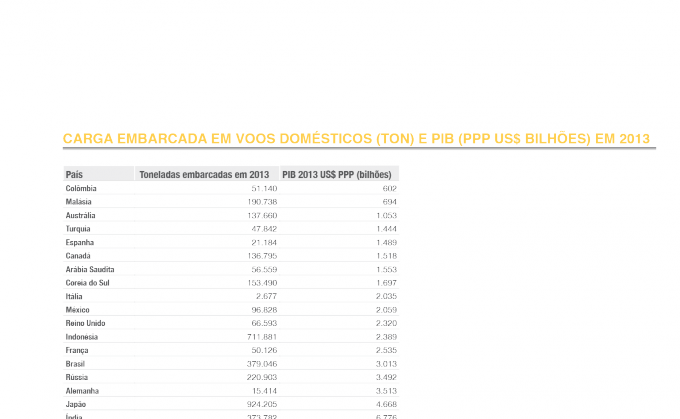 CARGA EMBARCADA EM VOOS DOMÉSTICOS (TON) E PIB (PPP US$ BILHÕES) EM 2013
País Toneladas embarcadas em 2013 PIB 2013 US$ PPP (bilhões)
Colômbia 51.140 602
Malásia 190.738 694
Austrália 137.660 1.053
Turquia 47.842 1.444
Espanha 21.184 1.489
Canadá 136.795 1.518
Arábia Saudita 56.559 1.553
Coreia do Sul 153.490 1.697
Itália 2.677 2.035
México 96.828 2.059
Reino Unido 66.593 2.320
Indonésia 711.881 2.389
França 50.126 2.535
Brasil 379.046 3.013
Rússia 220.903 3.492
Alemanha 15.414 3.513
Japão 924.205 4.668
Índia 373.782 6.776